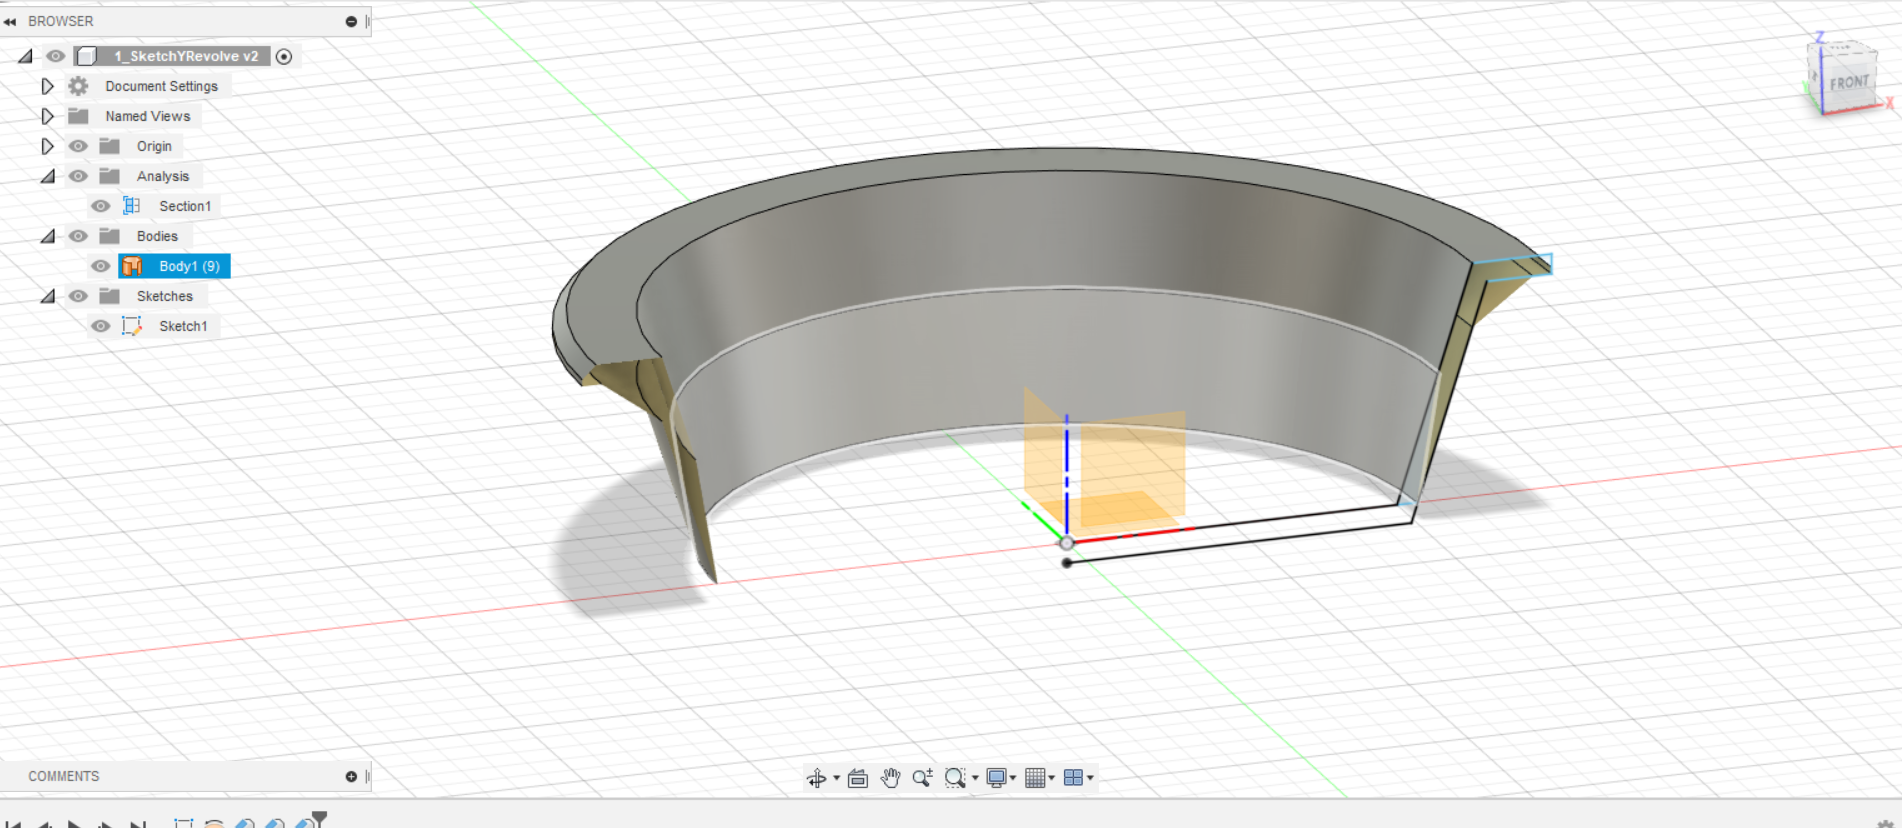 BROWSER
1_SketchYRevolve v2
Document Settings
Named Views
Origin
Analysis
Section1
Bodies
Body1 (9)
Sketches
Sketch1
COMMENTS
Z
FRONT
X